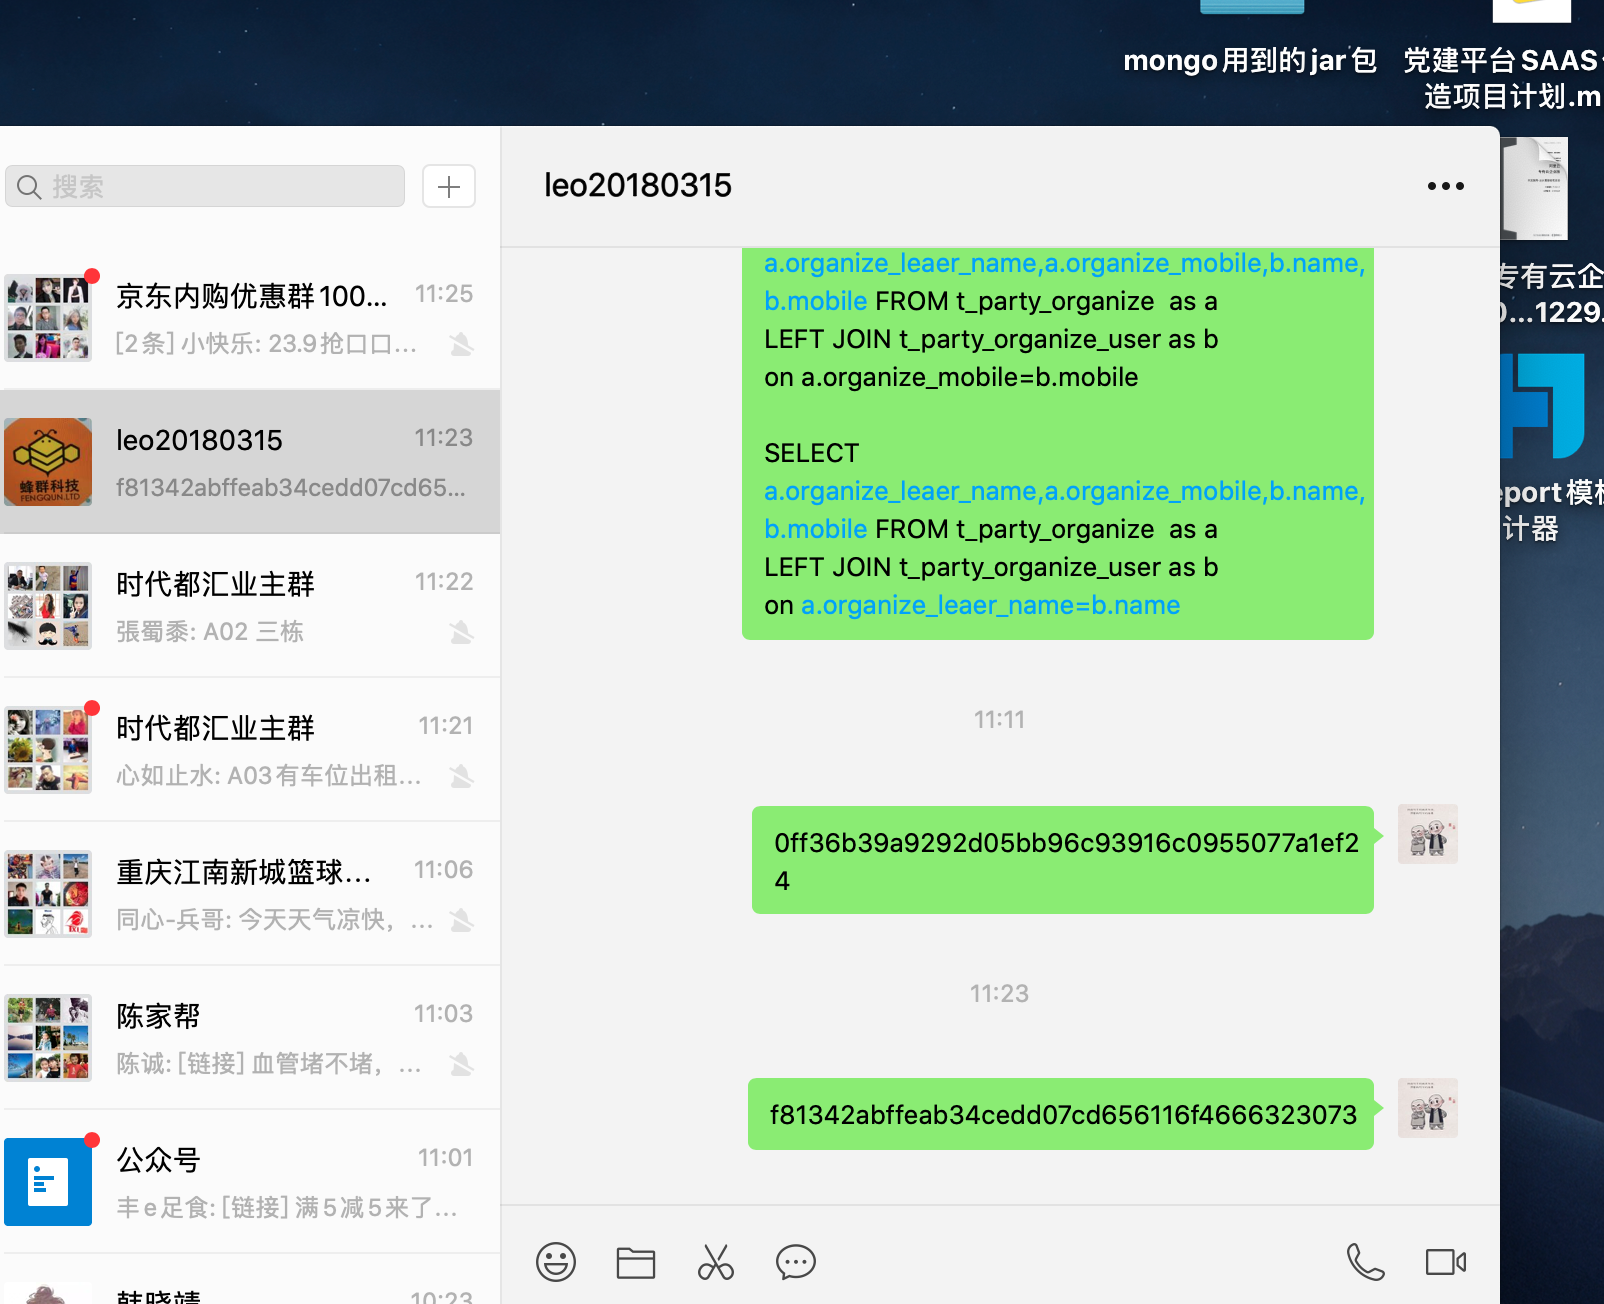 mongo用到的jar包
党建平台SAAS
造项目计划.m
专有云企
0...1229.
eport模板
计器
搜索
京东内购优惠群100...
11:25
[2条]小快乐: 23.9抢口口...
leo20180315
11:23
f81342abffeab34cedd07cd65...
蜂群科技
FENGQUN.LTD
时代都汇业主群
11:22
張蜀黍: A02 三栋
时代都汇业主群
11:21
心如止水: A03有车位出租...
重庆江南新城篮球...
11:06
同心-兵哥: 今天天气凉快，...
陈家帮
11:03
陈诚: [链接] 血管堵不堵，...
公众号
11:01
丰e足食: [链接] 满5减5来了...
韩晓靖
10:23
leo20180315
a.organize_leaer_name,a.organize_mobile,b.name,
b.mobile FROM t_party_organize  as a
LEFT JOIN t_party_organize_user as b
on a.organize_mobile=b.mobile
SELECT
a.organize_leaer_name,a.organize_mobile,b.name,
b.mobile FROM t_party_organize  as a
LEFT JOIN t_party_organize_user as b
on a.organize_leaer_name=b.name
11:11
0ff36b39a9292d05bb96c93916c0955077a1ef2
4
11:23
f81342abffeab34cedd07cd656116f4666323073